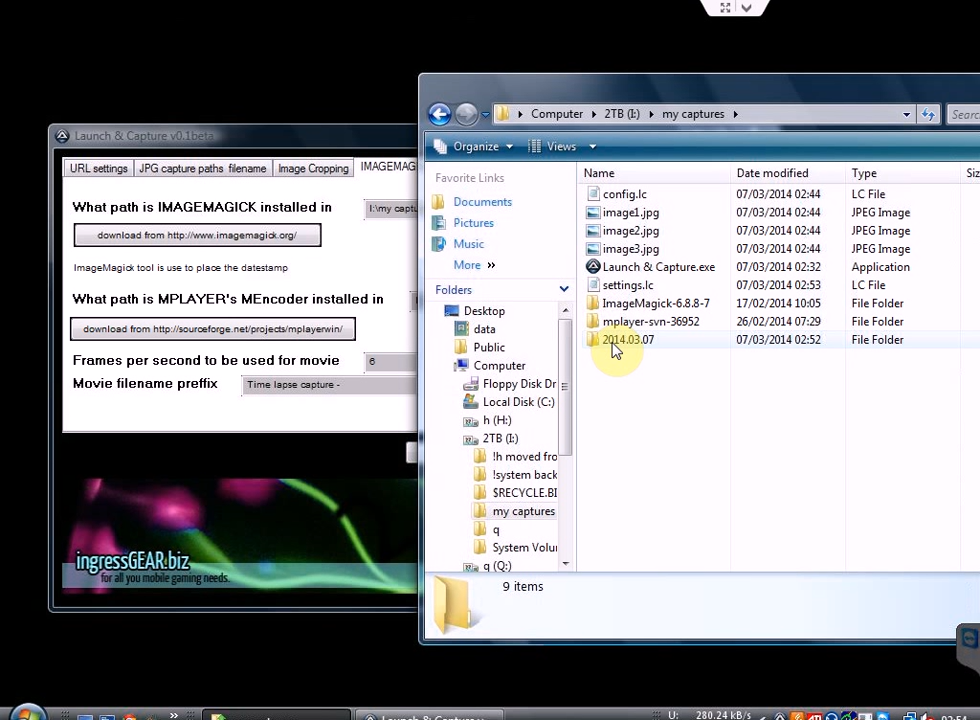 Launch & Capture v0.1beta
URL settings
JPG capture paths filename
Image Cropping
IMAGEMAG
What path is IMAGEMAGICK installed in
I:\my captu
download from http://www.imagemagick.org/
ImageMagick tool is use to place the datestamp
What path is MPLAYER's MEncoder installed in
download from http://sourceforge.net/projects/mplayerwin/
Frames per second to be used for movie
6
Movie filename preffix
Time lapse capture -
ingressGEAR.biz
for all you mobile gaming needs.
Computer
2TB (I:)
my captures
Searc
Organize
Views
Favorite Links
Documents
Pictures
Music
More »
Folders
Desktop
data
Public
Computer
Floppy Disk Dr
Local Disk (C:)
h (H:)
2TB (I:)
!h moved fro
!system back
$RECYCLE.BI
my captures
q
System Volu
q (Q:)
Name Date modified Type Siz
config.lc 07/03/2014 02:44 LC File
image1.jpg 07/03/2014 02:44 JPEG Image
image2.jpg 07/03/2014 02:44 JPEG Image
image3.jpg 07/03/2014 02:44 JPEG Image
Launch & Capture.exe 07/03/2014 02:32 Application
settings.lc 07/03/2014 02:53 LC File
ImageMagick-6.8.8-7 17/02/2014 10:05 File Folder
mplayer-svn-36952 26/02/2014 07:29 File Folder
2014.03.07 07/03/2014 02:52 File Folder
9 items
Launch & Capture v
U: 280.24 kB/s